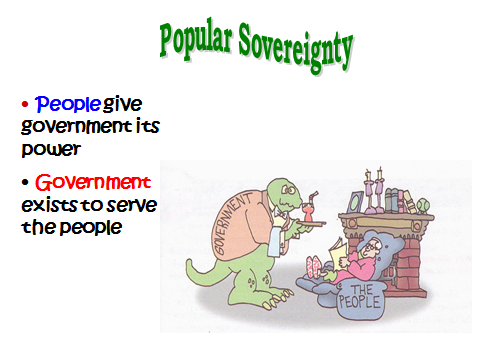 Popular Sovereignty
• People give
government its
power
• Government
exists to serve
the people
GOVERNMENT
THE
PEOPLE